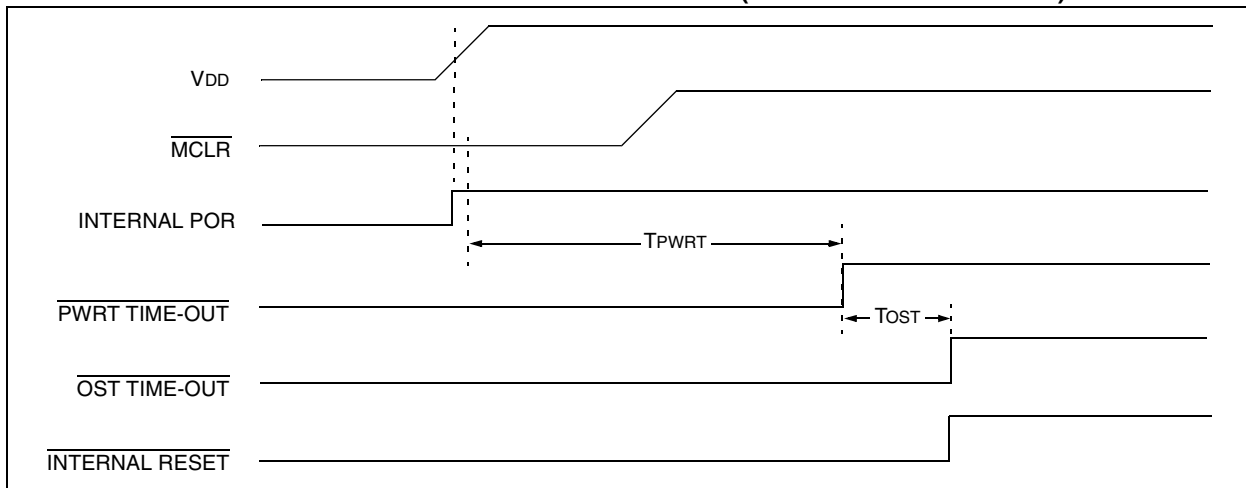 VDD
MCLR
INTERNAL POR
TPWRT
PWRT TIME-OUT
TOST
OST TIME-OUT
INTERNAL RESET